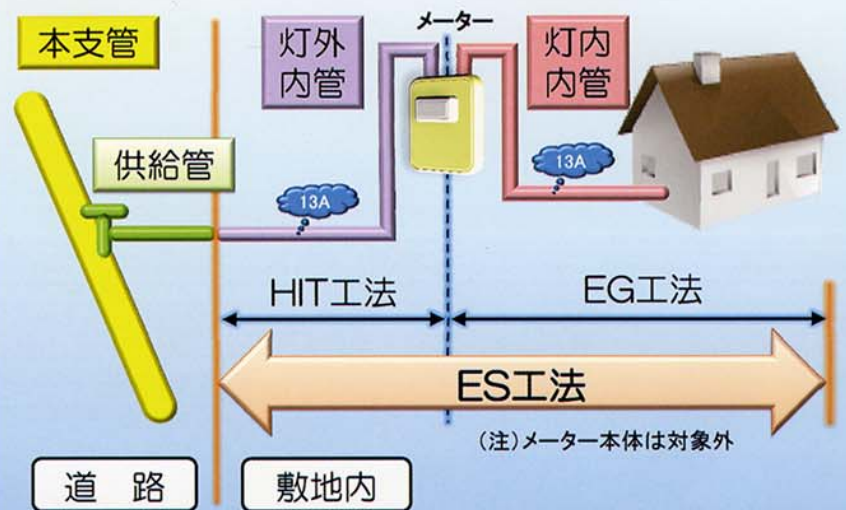 メーター
本支管
灯外
内管
灯内
内管
供給管
13A
13A
HIT工法
EG工法
ES工法
(注)メーター本体は対象外
道 路
敷地内